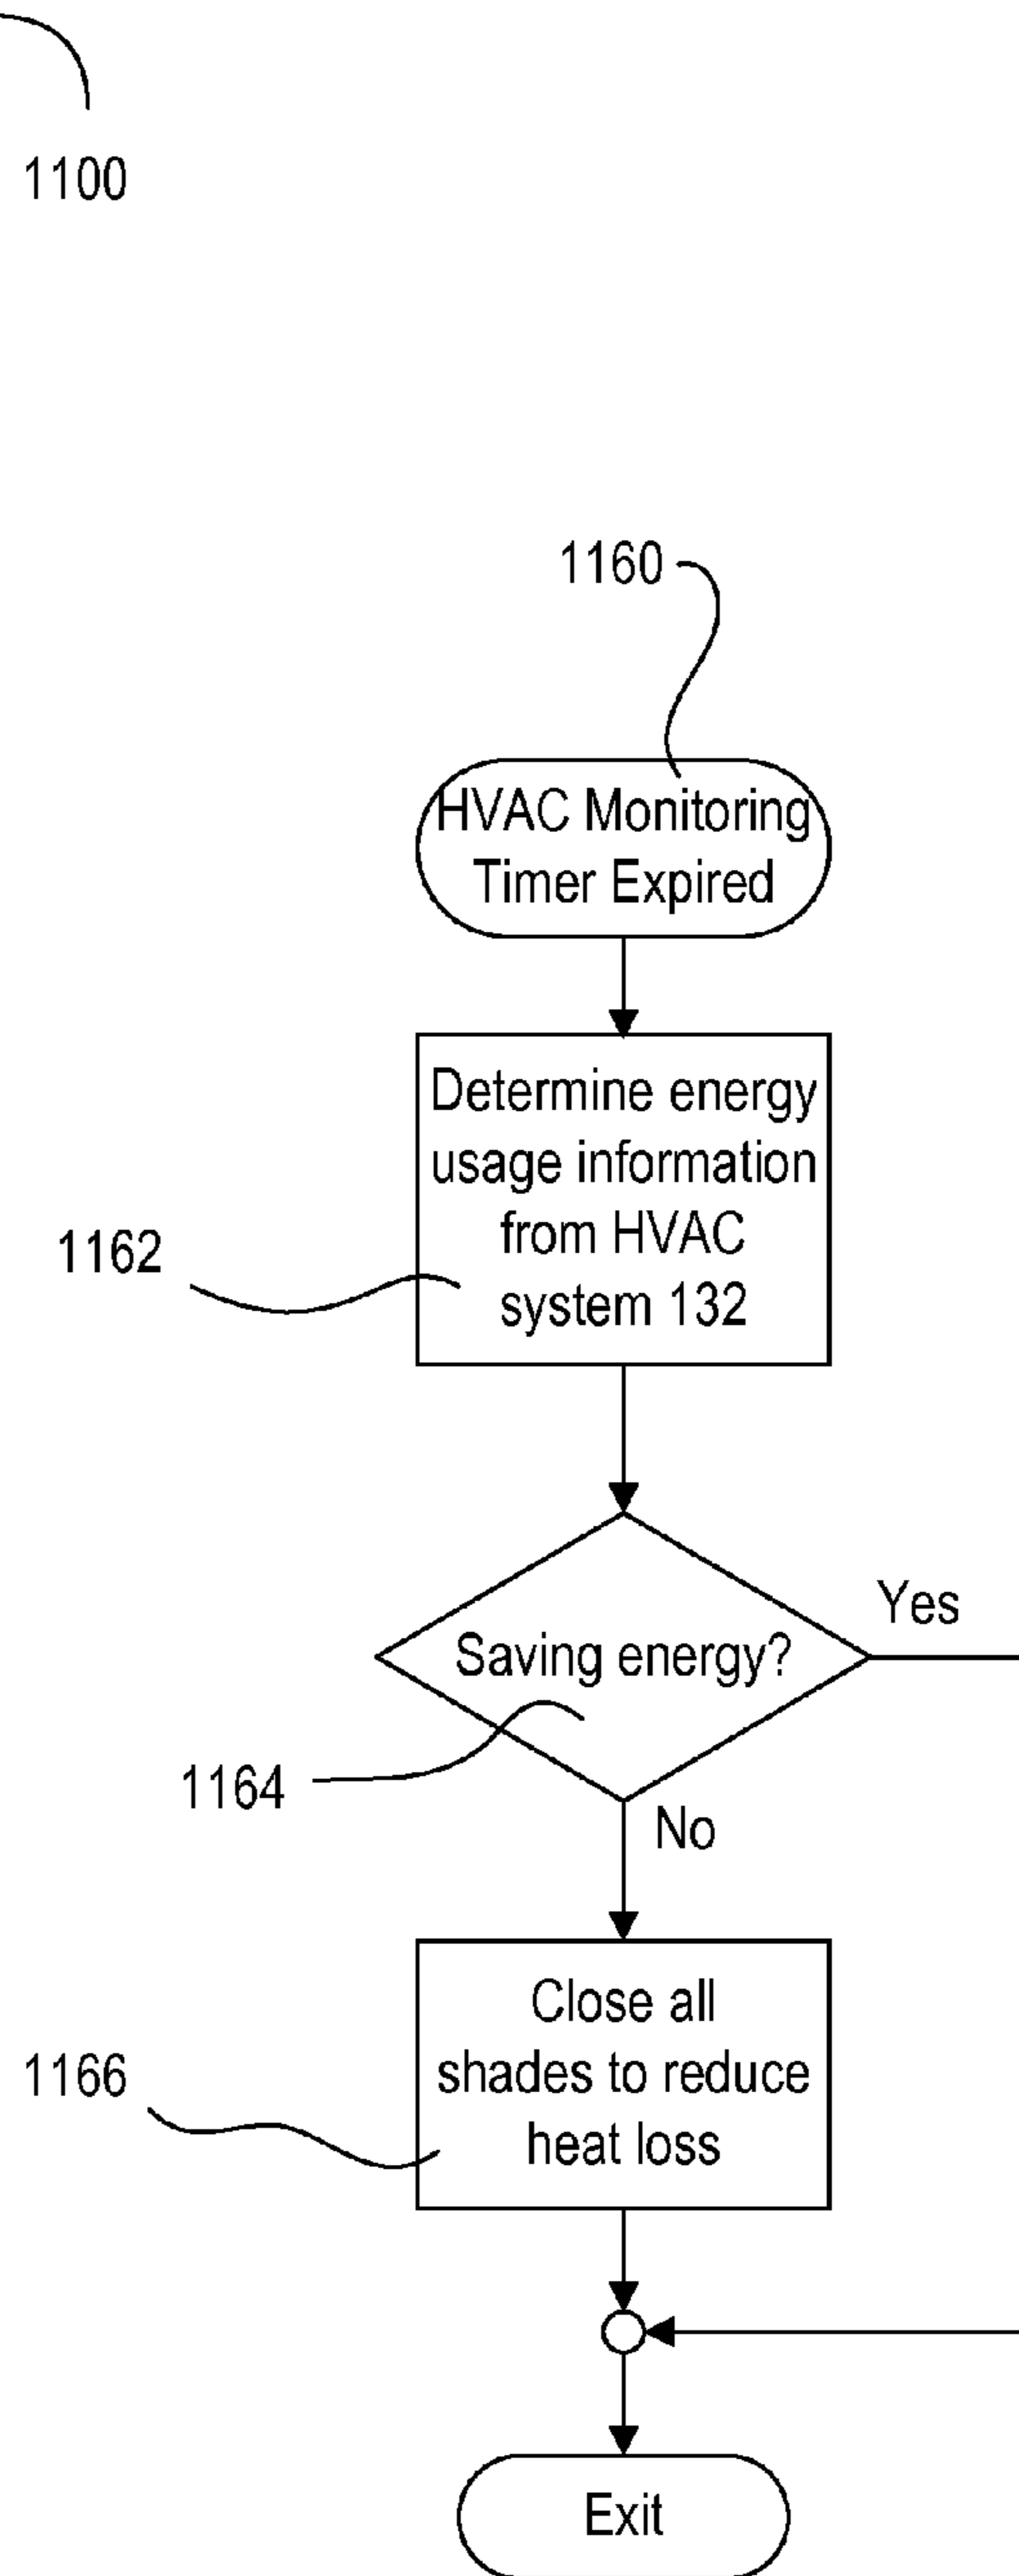 1100
1160
HVAC Monitoring
Timer Expired
Determine energy
usage information
from HVAC
system 132
1162
Yes
Saving energy?
1164
No
Close all
shades to reduce
heat loss
1166
Exit